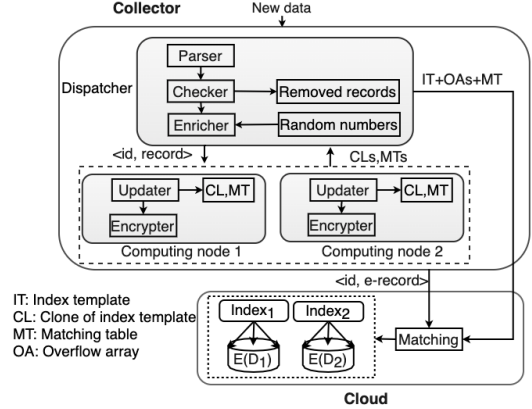 Collector
New data
Parser
Dispatcher
Checker
Removed records
IT+OAs+MT
Enricher
Random numbers
<id, record>
CLs,MTs
Updater
CL,MT
Encrypter
Computing node 1
Updater
CL,MT
Encrypter
Computing node 2
<id, e-record>
IT: Index template
CL: Clone of index template
MT: Matching table
OA: Overflow array
Index1
Index2
E(D1)
E(D2)
Matching
Cloud